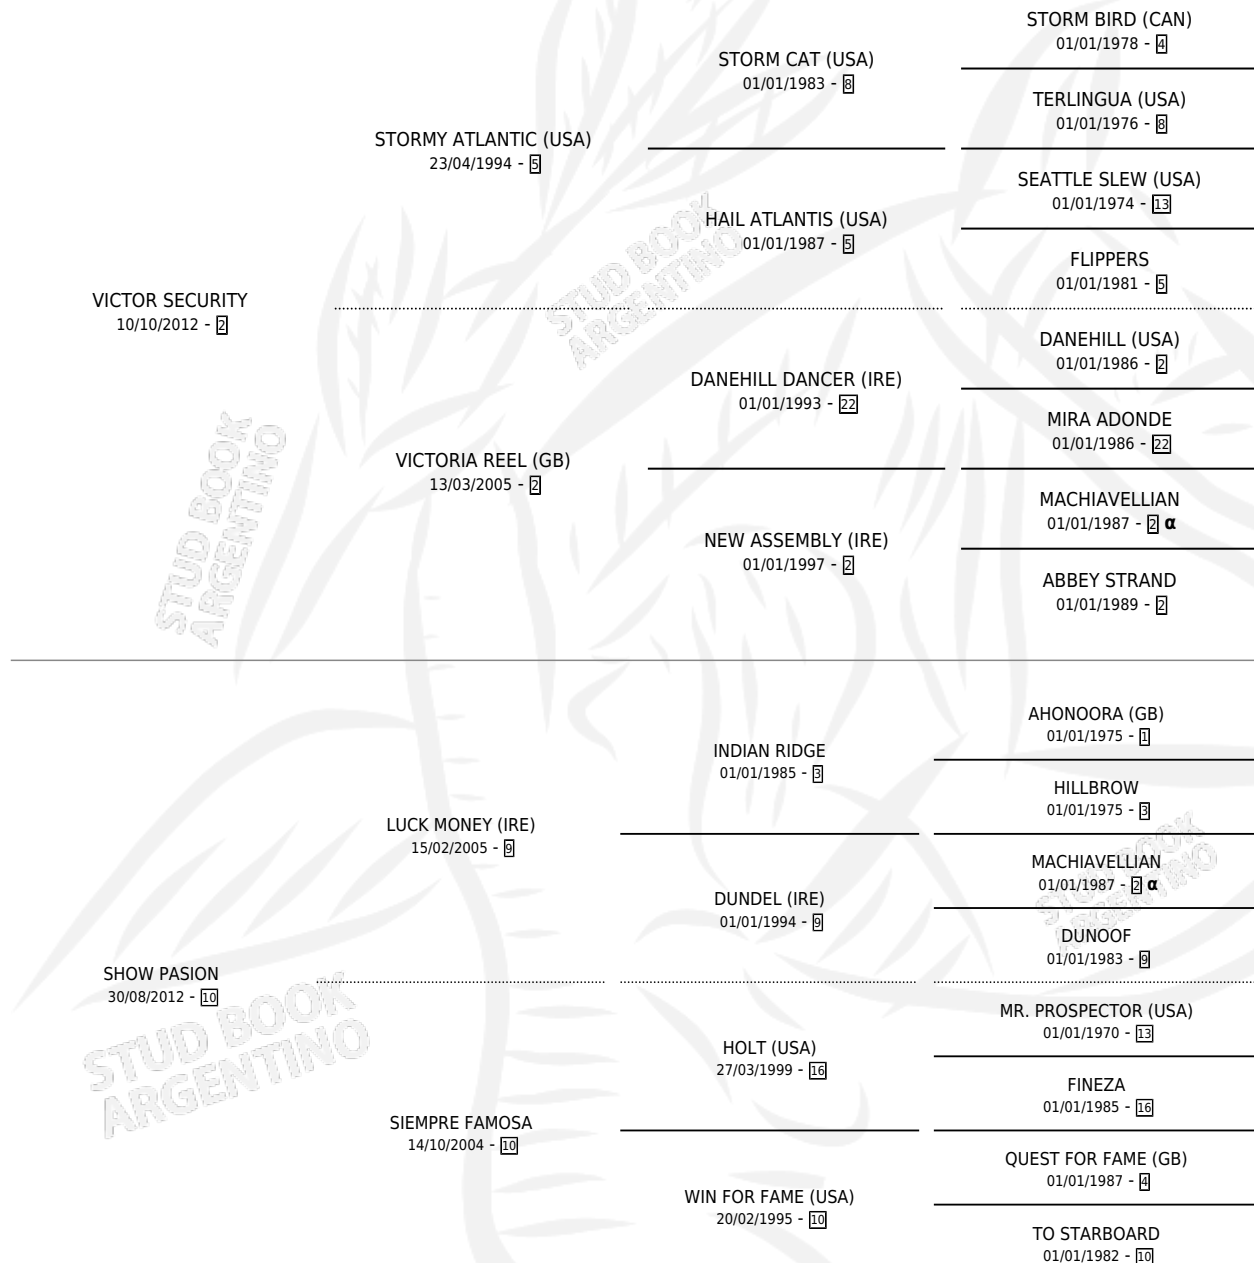 STORM BIRD (CAN)
01/01/1978 - 4
STORM CAT (USA)
01/01/1983 - 8
TERLINGUA (USA)
01/01/1976 - 8
STORMY ATLANTIC (USA)
23/04/1994 - 5
SEATTLE SLEW (USA)
01/01/1974 - 13
HAIL ATLANTIS (USA)
01/01/1987 - 5
FLIPPERS
01/01/1981 - 5
VICTOR SECURITY
10/10/2012 - 2
DANEHILL (USA)
01/01/1986 - 2
DANEHILL DANCER (IRE)
01/01/1993 - 22
MIRA ADONDE
01/01/1986 - 22
VICTORIA REEL (GB)
13/03/2005 - 2
MACHIAVELLIAN
01/01/1987 - 2 α
NEW ASSEMBLY (IRE)
01/01/1997 - 2
ABBEY STRAND
01/01/1989 - 2
AHONOORA (GB)
01/01/1975 - 1
INDIAN RIDGE
01/01/1985 - 3
HILLBROW
01/01/1975 - 3
LUCK MONEY (IRE)
15/02/2005 - 9
MACHIAVELLIAN
01/01/1987 - 2 α
DUNDEL (IRE)
01/01/1994 - 9
DUNOOF
01/01/1983 - 9
SHOW PASION
30/08/2012 - 10
MR. PROSPECTOR (USA)
01/01/1970 - 13
HOLT (USA)
27/03/1999 - 16
FINEZA
01/01/1985 - 16
SIEMPRE FAMOSA
14/10/2004 - 10
QUEST FOR FAME (GB)
01/01/1987 - 4
WIN FOR FAME (USA)
20/02/1995 - 10
TO STARBOARD
01/01/1982 - 10
STUD BOOK
ARGENTINO
STUD BOOK
ARGENTINO
STUD BOOK
ARGENTINO
STUD BOOK
ARGENTINO